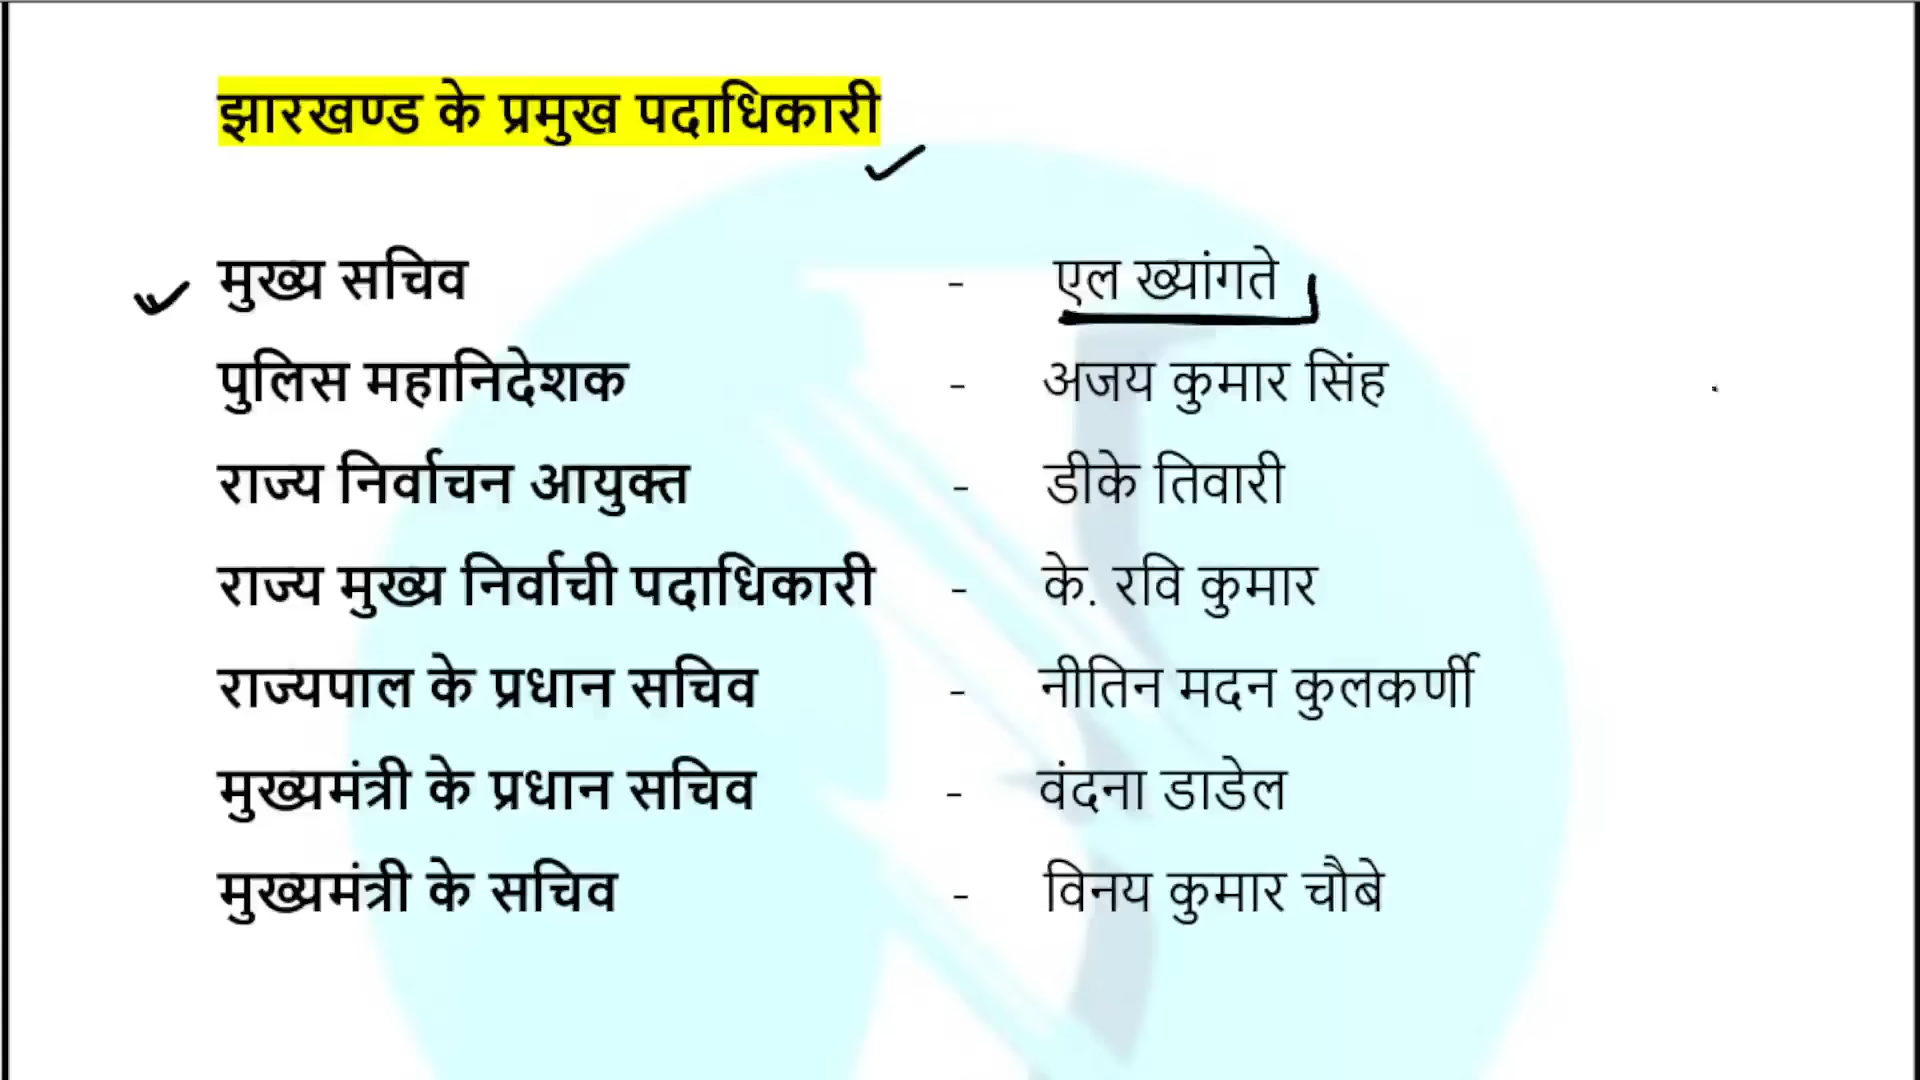 झारखण्ड के प्रमुख पदाधिकारी
मुख्य सचिव - एल ख्यांगते
पुलिस महानिदेशक - अजय कुमार सिंह
राज्य निर्वाचन आयुक्त - डीके तिवारी
राज्य मुख्य निर्वाची पदाधिकारी - के. रवि कुमार
राज्यपाल के प्रधान सचिव - नीतिन मदन कुलकर्णी
मुख्यमंत्री के प्रधान सचिव - वंदना डाडेल
मुख्यमंत्री के सचिव - विनय कुमार चौबे